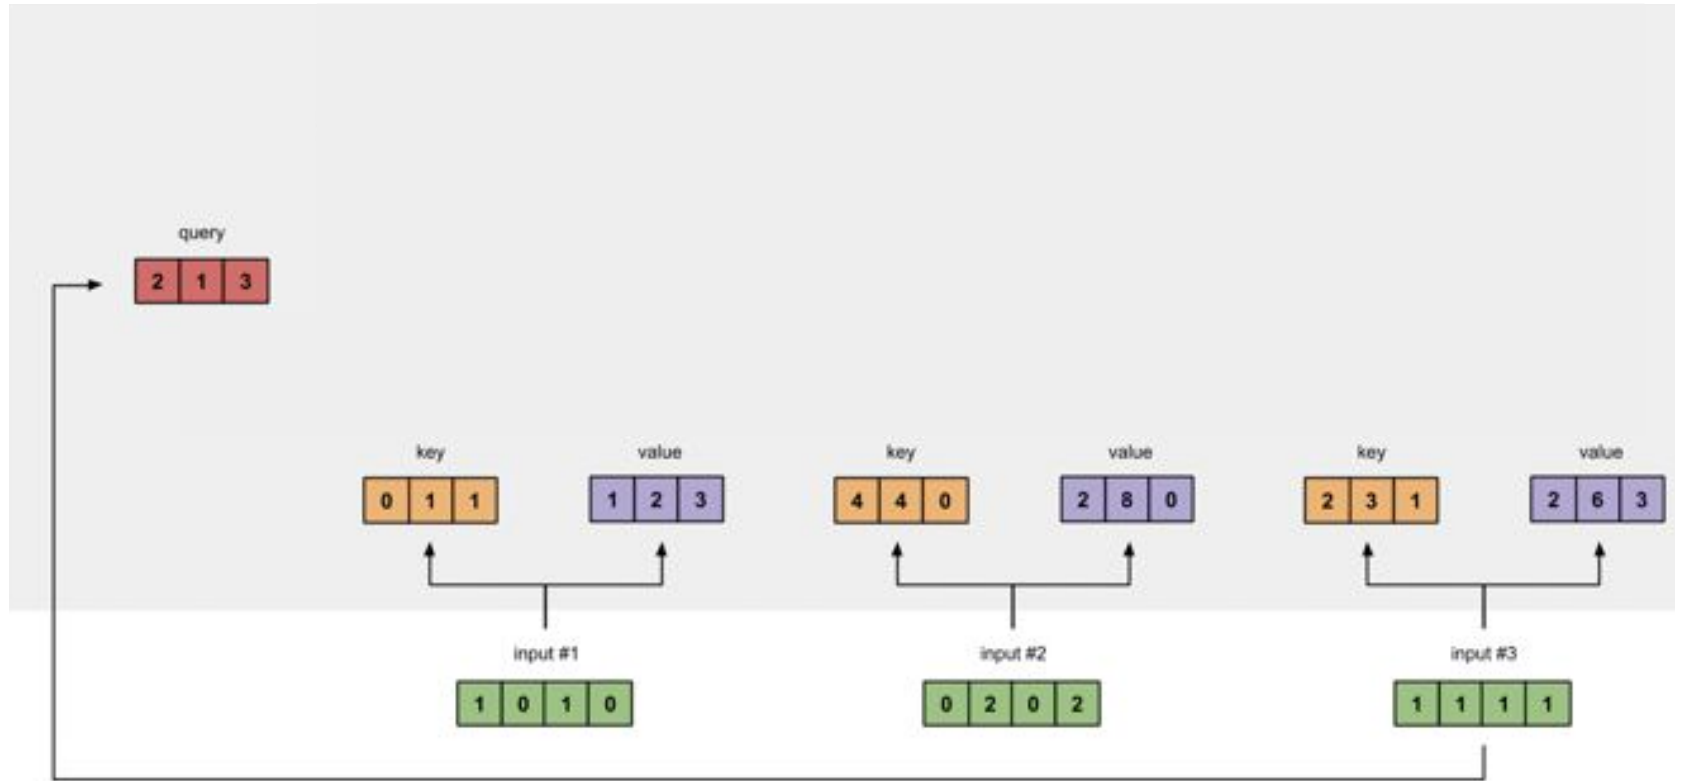 query
2 1 3
key value key value key value
0 1 1 1 2 3 4 4 0 2 8 0 2 3 1 2 6 3
input #1 input #2 input #3
1 0 1 0 0 2 0 2 1 1 1 1